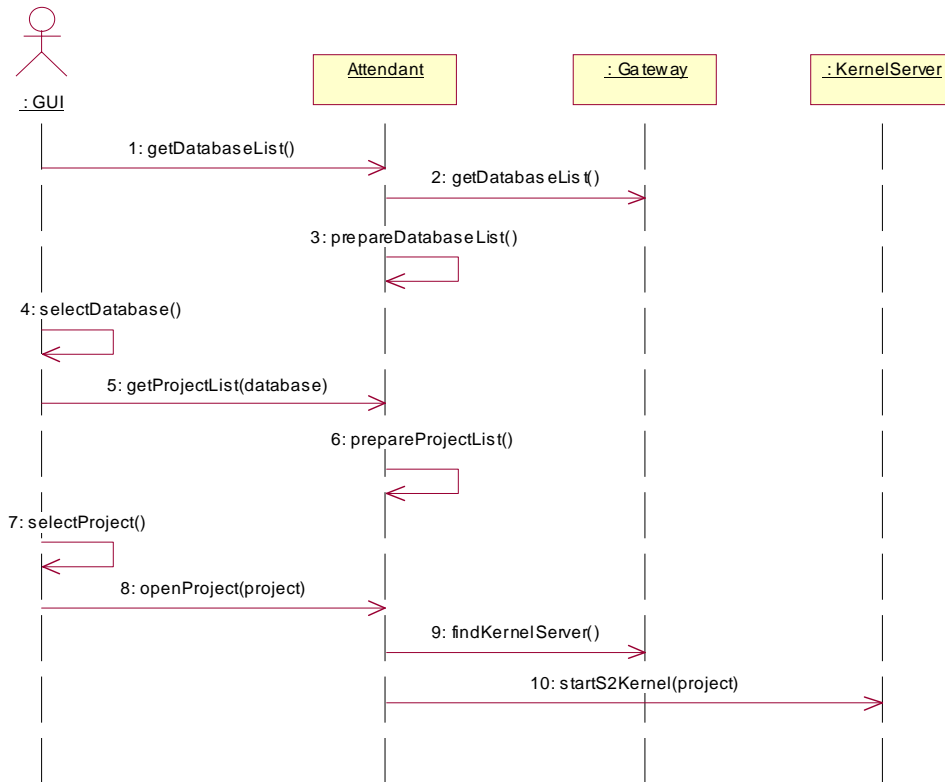 : GUI
Attendant
: Gateway
: KernelServer
1: getDatabaseList()
2: getDatabaseList()
3: prepareDatabaseList()
4: selectDatabase()
5: getProjectList(database)
6: prepareProjectList()
7: selectProject()
8: openProject(project)
9: findKernelServer()
10: startS2Kernel(project)